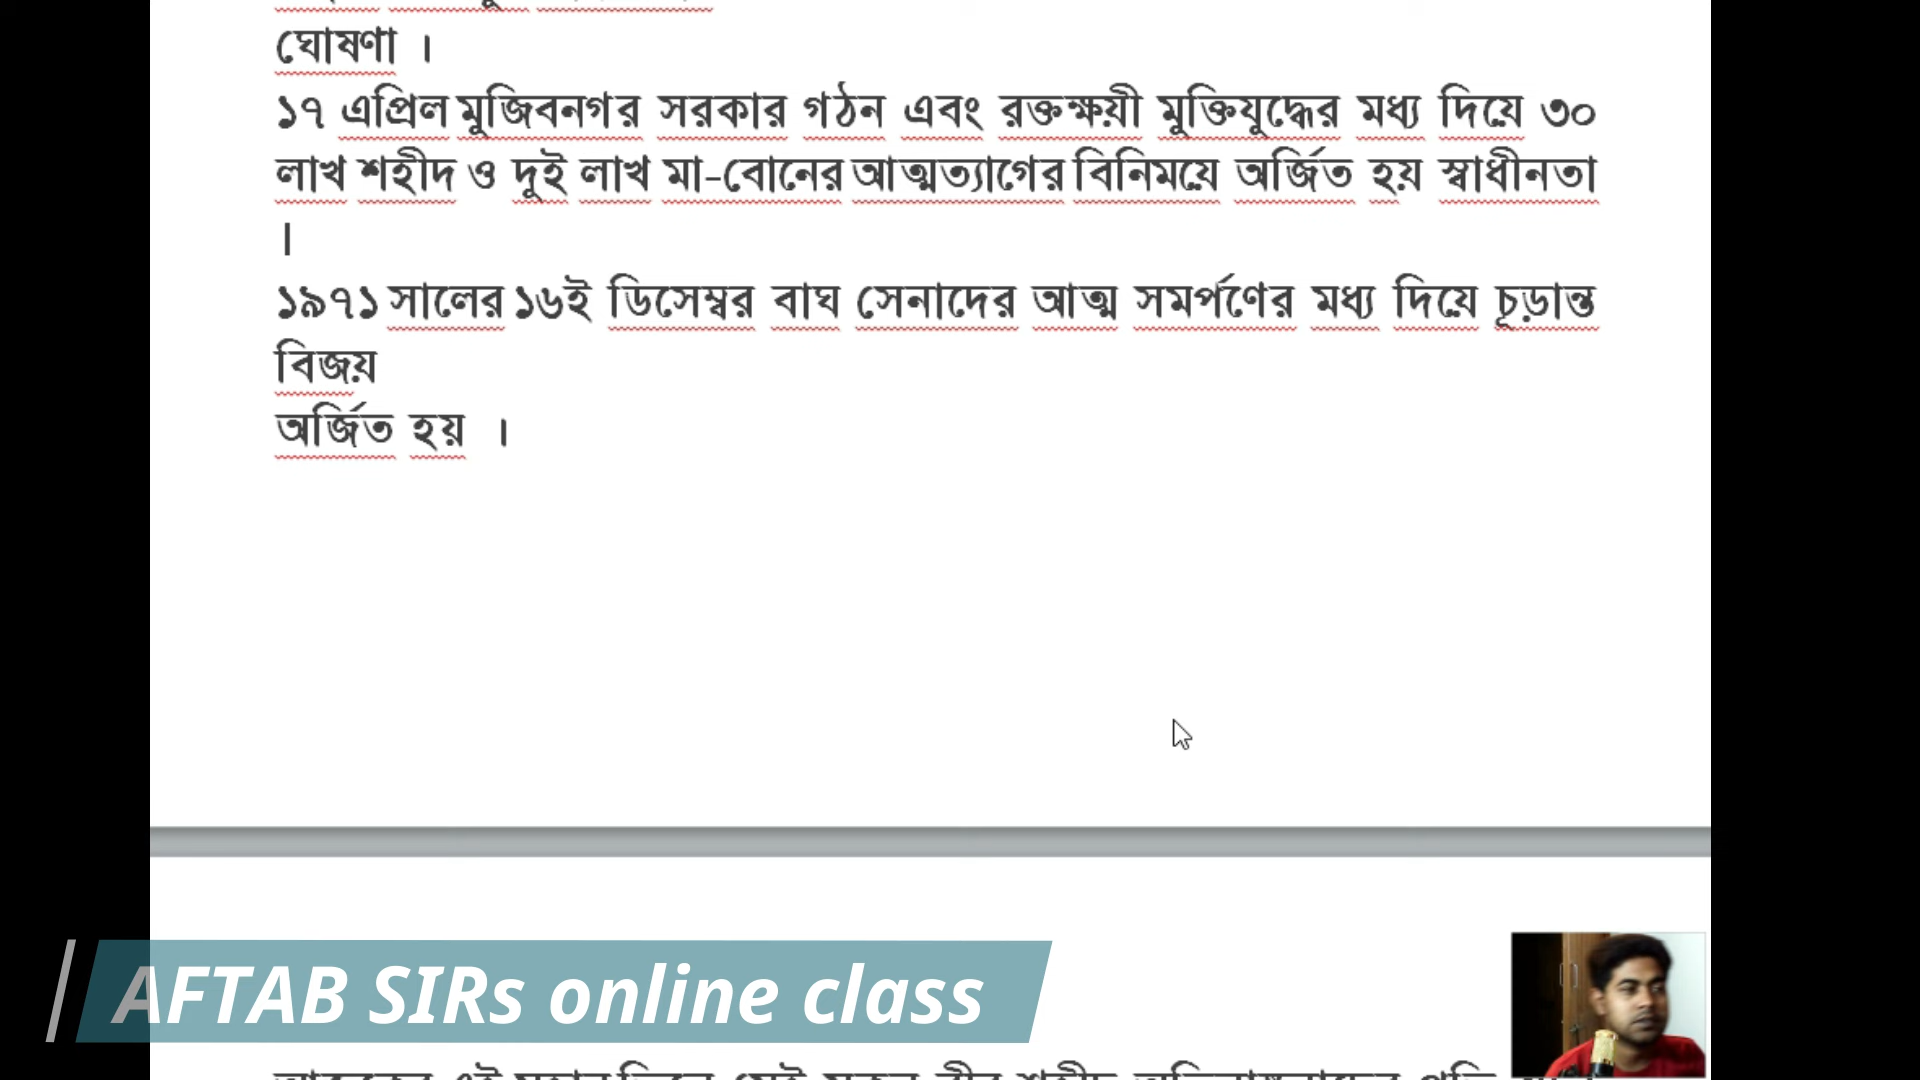 ঘোষণা ।
১৭ এপ্রিল মুজিবনগর সরকার গঠন এবং রক্তক্ষয়ী মুক্তিযুদ্ধের মধ্য দিয়ে ৩০
লাখ শহীদ ও দুই লাখ মা-বোনের আত্মত্যাগের বিনিময়ে অর্জিত হয় স্বাধীনতা
।
১৯৭১ সালের ১৬ই ডিসেম্বর বাঘ সেনাদের আত্ম সমর্পণের মধ্য দিয়ে চূড়ান্ত
বিজয়
অর্জিত হয় ।
AFTAB SIRs online class